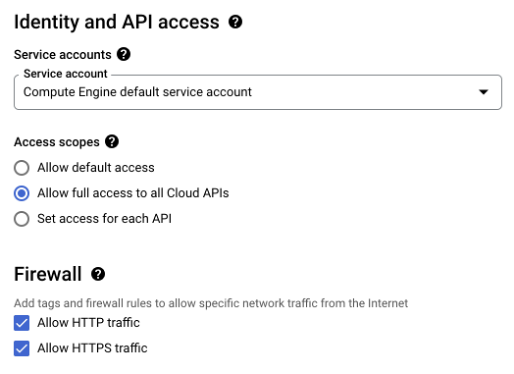 Identity and API access
Service accounts
Service account
Compute Engine default service account
Access scopes
Allow default access
Allow full access to all Cloud APIs
Set access for each API
Firewall
Add tags and firewall rules to allow specific network traffic from the Internet
Allow HTTP traffic
Allow HTTPS traffic